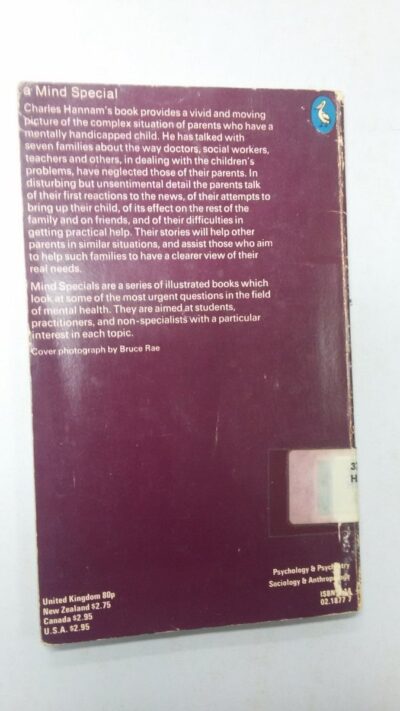 a Mind Special
Charles Hannam's book provides a vivid and moving
picture of the complex situation of parents who have a
mentally handicapped child. He has talked with
seven families about the way doctors, social workers,
teachers and others, in dealing with the children's
problems, have neglected those of their parents. In
disturbing but unsentimental detail the parents talk
of their first reactions to the news, of their attempts to
bring up their child, of its effect on the rest of the
family and on friends, and of their difficulties in
getting practical help. Their stories will help other
parents in similar situations, and assist those who aim
to help such families to have a clearer view of their
real needs.
Mind Specials are a series of illustrated books which
look at some of the most urgent questions in the field
of mental health. They are aimed at students,
practitioners, and non-specialists with a particular
interest in each topic.
Cover photograph by Bruce Rae
H
United Kingdom 80p
New Zealand $2.75
Canada $2.95
U.S.A. $2.95
Psychology & Psychiatry
Sociology & Anthropology
ISBN
02.1877 7